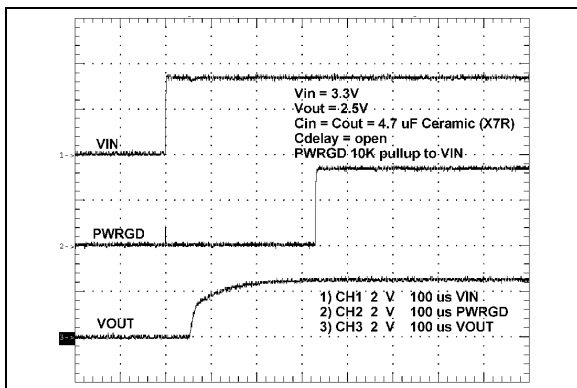 Vin = 3.3V
Vout = 2.5V
Cin = Cout = 4.7 uF Ceramic (X7R)
Cdelay = open
PWRGD 10K pullup to VIN
VIN
1->
PWRGD
2->
1) CH1 2 V 100 us VIN
2) CH2 2 V 100 us PWRGD
3) CH3 2 V 100 us VOUT
VOUT
3->